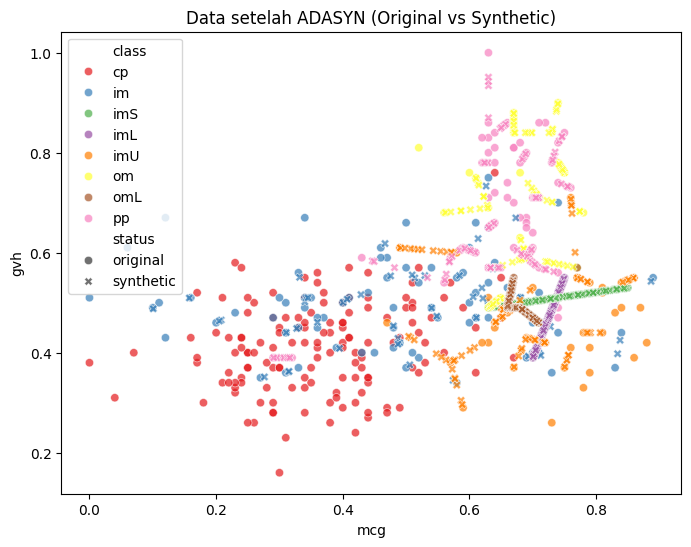 Data setelah ADASYN (Original vs Synthetic)
class
cp
im
imS
imL
imU
om
omL
pp
status
original
synthetic
gvh
1.0
0.8
0.6
0.4
0.2
0.0
0.2
0.4
0.6
0.8
mcg